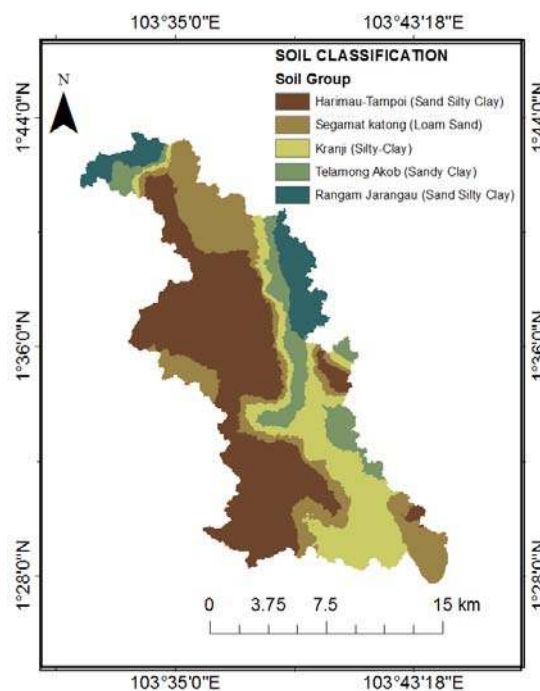 103°35'0"E 103°43'18"E
SOIL CLASSIFICATION
Soil Group
Harimau-Tampoi (Sand Silty Clay)
Segamat katong (Loam Sand)
Kranji (Silty-Clay)
Telamong Akob (Sandy Clay)
Rangam Jarangau (Sand Silty Clay)
N
1°44'0"N 1°44'0"N
1°36'0"N 1°36'0"N
1°28'0"N 1°28'0"N
0 3.75 7.5 15 km
103°35'0"E 103°43'18"E